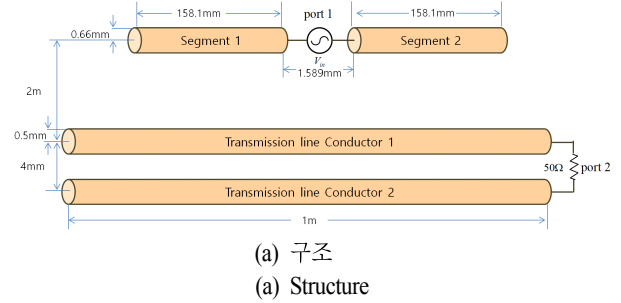 158.1mm port 1 158.1mm
0.66mm
Segment 1 Segment 2
V_in
1.589mm
2m
0.5mm
Transmission line Conductor 1
4mm
50Ω port 2
Transmission line Conductor 2
1m
(a) 구조
(a) Structure